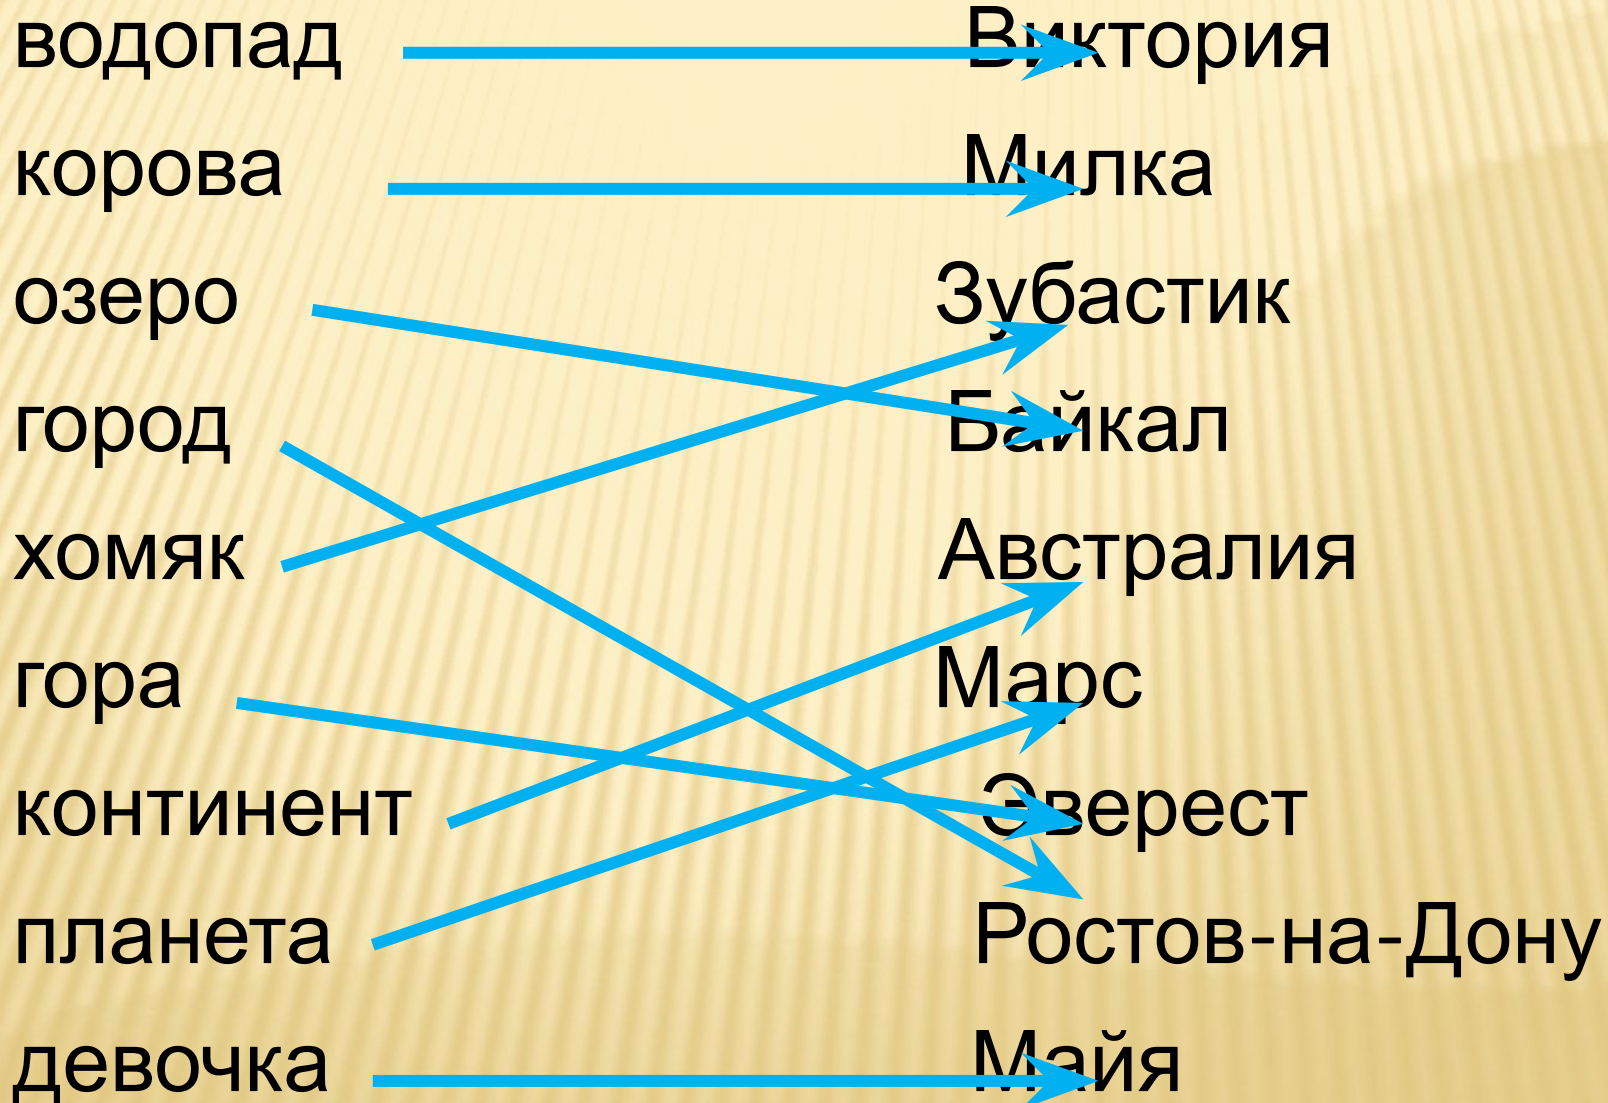 водопад Виктория
корова Милка
озеро Зубастик
город Байкал
хомяк Австралия
гора Марс
континент Эверест
планета Ростов-на-Дону
девочка Майя